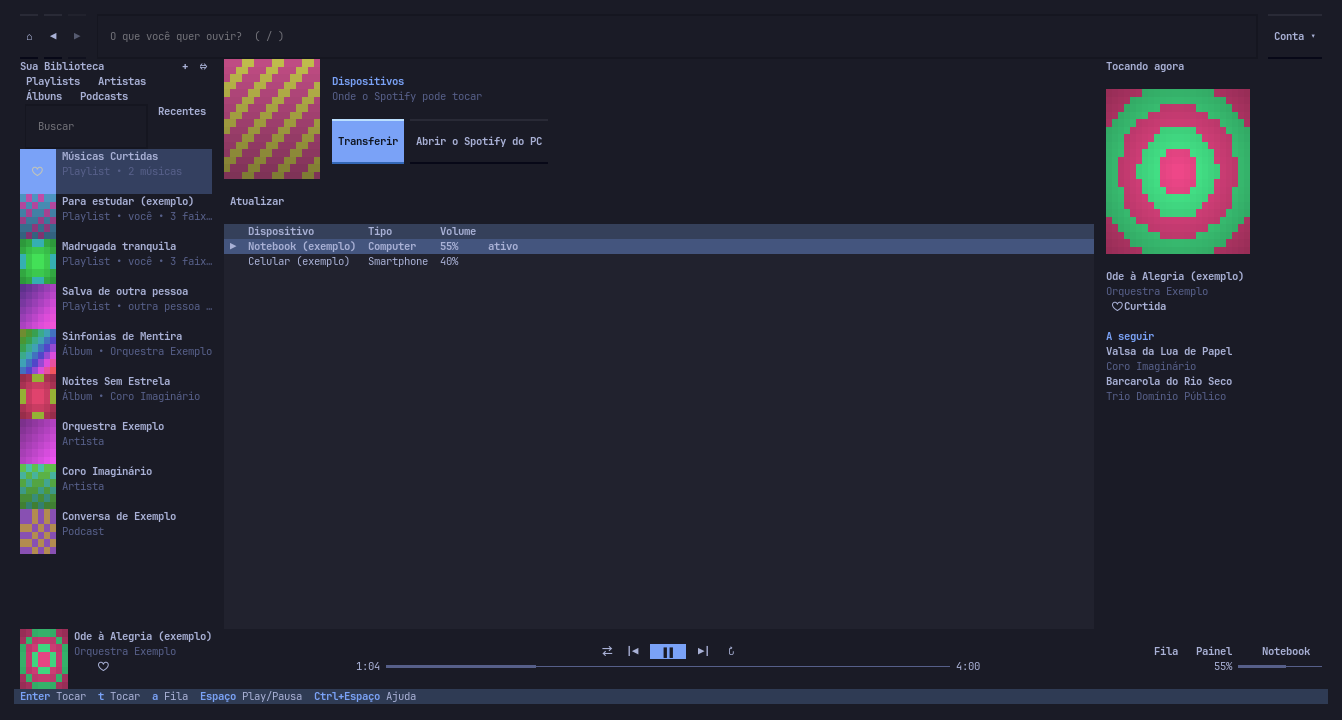 O que você quer ouvir?  ( / )
Conta ▾
Sua Biblioteca + ⇔
Playlists Artistas
Álbuns Podcasts
Recentes
Buscar
Músicas Curtidas
Playlist • 2 músicas
Para estudar (exemplo)
Playlist • você • 3 faix…
Madrugada tranquila
Playlist • você • 3 faix…
Salva de outra pessoa
Playlist • outra pessoa …
Sinfonias de Mentira
Álbum • Orquestra Exemplo
Noites Sem Estrela
Álbum • Coro Imaginário
Orquestra Exemplo
Artista
Coro Imaginário
Artista
Conversa de Exemplo
Podcast
Dispositivos
Onde o Spotify pode tocar
Transferir Abrir o Spotify do PC
Atualizar
Dispositivo Tipo Volume
▶ Notebook (exemplo) Computer 55% ativo
Celular (exemplo) Smartphone 40%
Tocando agora
Ode à Alegria (exemplo)
Orquestra Exemplo
♡Curtida
A seguir
Valsa da Lua de Papel
Coro Imaginário
Barcarola do Rio Seco
Trio Domínio Público
Ode à Alegria (exemplo)
Orquestra Exemplo
1:04 4:00
Fila Painel Notebook
55%
Enter Tocar t Tocar a Fila Espaço Play/Pausa Ctrl+Espaço Ajuda